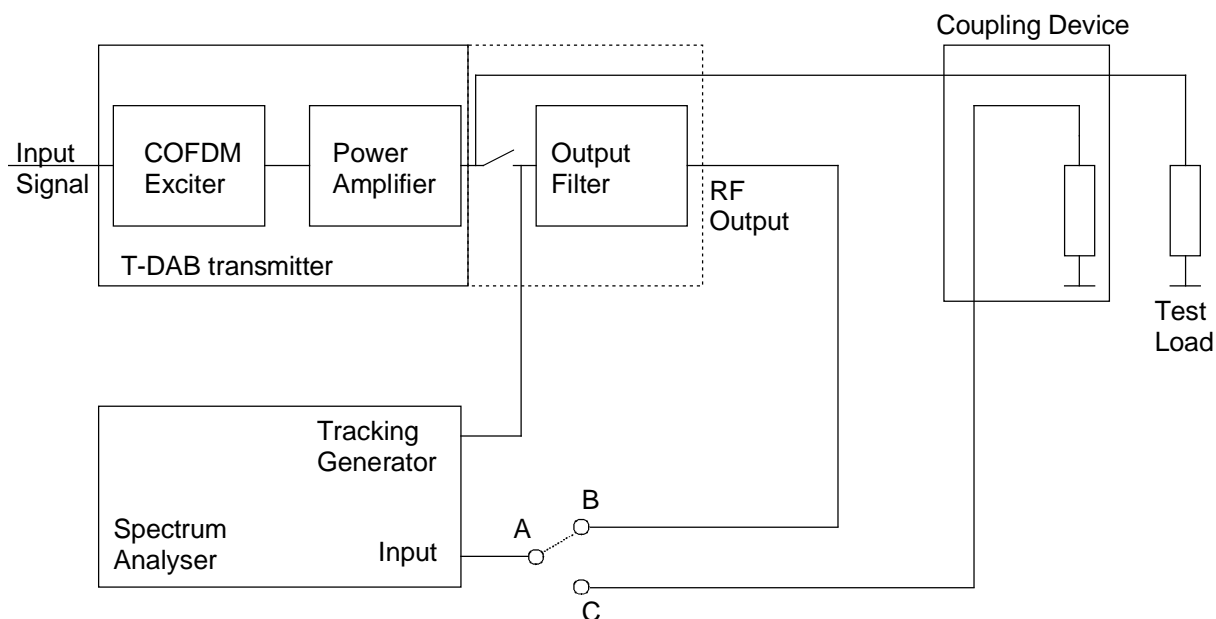 Coupling Device
Input
Signal
COFDM
Exciter
Power
Amplifier
Output
Filter
RF
Output
T-DAB transmitter
Test
Load
Tracking
Generator
Spectrum
Analyser
Input
A
B
C